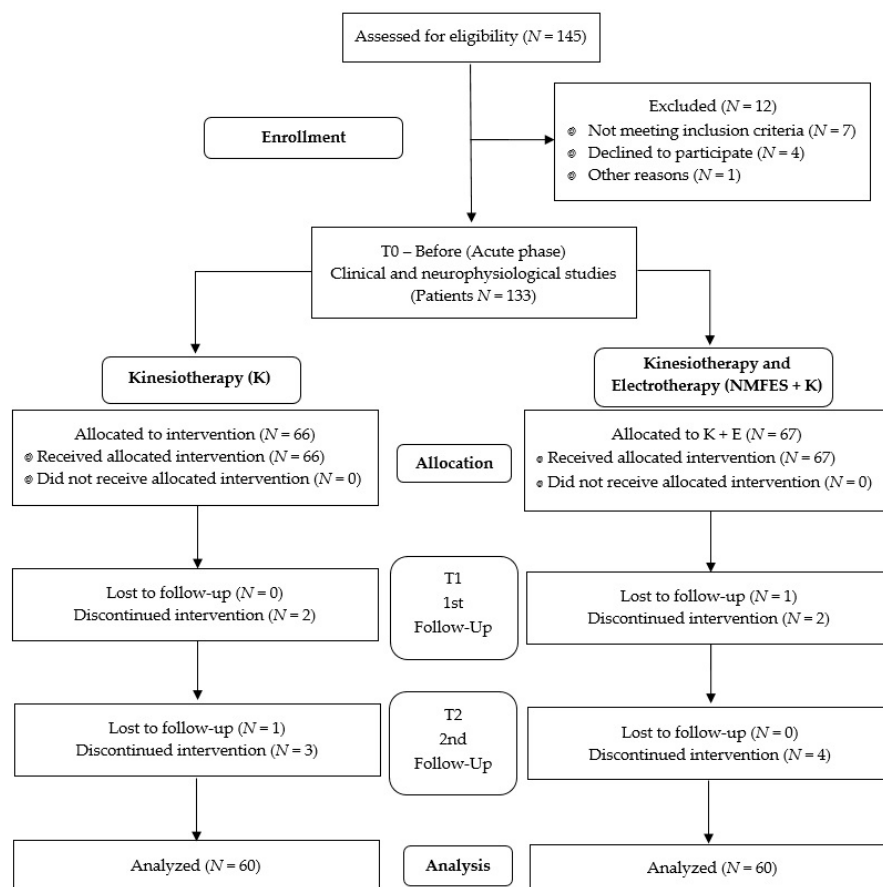 Assessed for eligibility (N = 145)
Enrollment
Excluded (N = 12)
Not meeting inclusion criteria (N = 7)
Declined to participate (N = 4)
Other reasons (N = 1)
T0 – Before (Acute phase)
Clinical and neurophysiological studies
(Patients N = 133)
Kinesiotherapy (K)
Kinesiotherapy and
Electrotherapy (NMFES + K)
Allocated to intervention (N = 66)
Received allocated intervention (N = 66)
Did not receive allocated intervention (N = 0)
Allocation
Allocated to K + E (N = 67)
Received allocated intervention (N = 67)
Did not receive allocated intervention (N = 0)
Lost to follow-up (N = 0)
Discontinued intervention (N = 2)
T1
1st
Follow-Up
Lost to follow-up (N = 1)
Discontinued intervention (N = 2)
Lost to follow-up (N = 1)
Discontinued intervention (N = 3)
T2
2nd
Follow-Up
Lost to follow-up (N = 0)
Discontinued intervention (N = 4)
Analyzed (N = 60)
Analysis
Analyzed (N = 60)